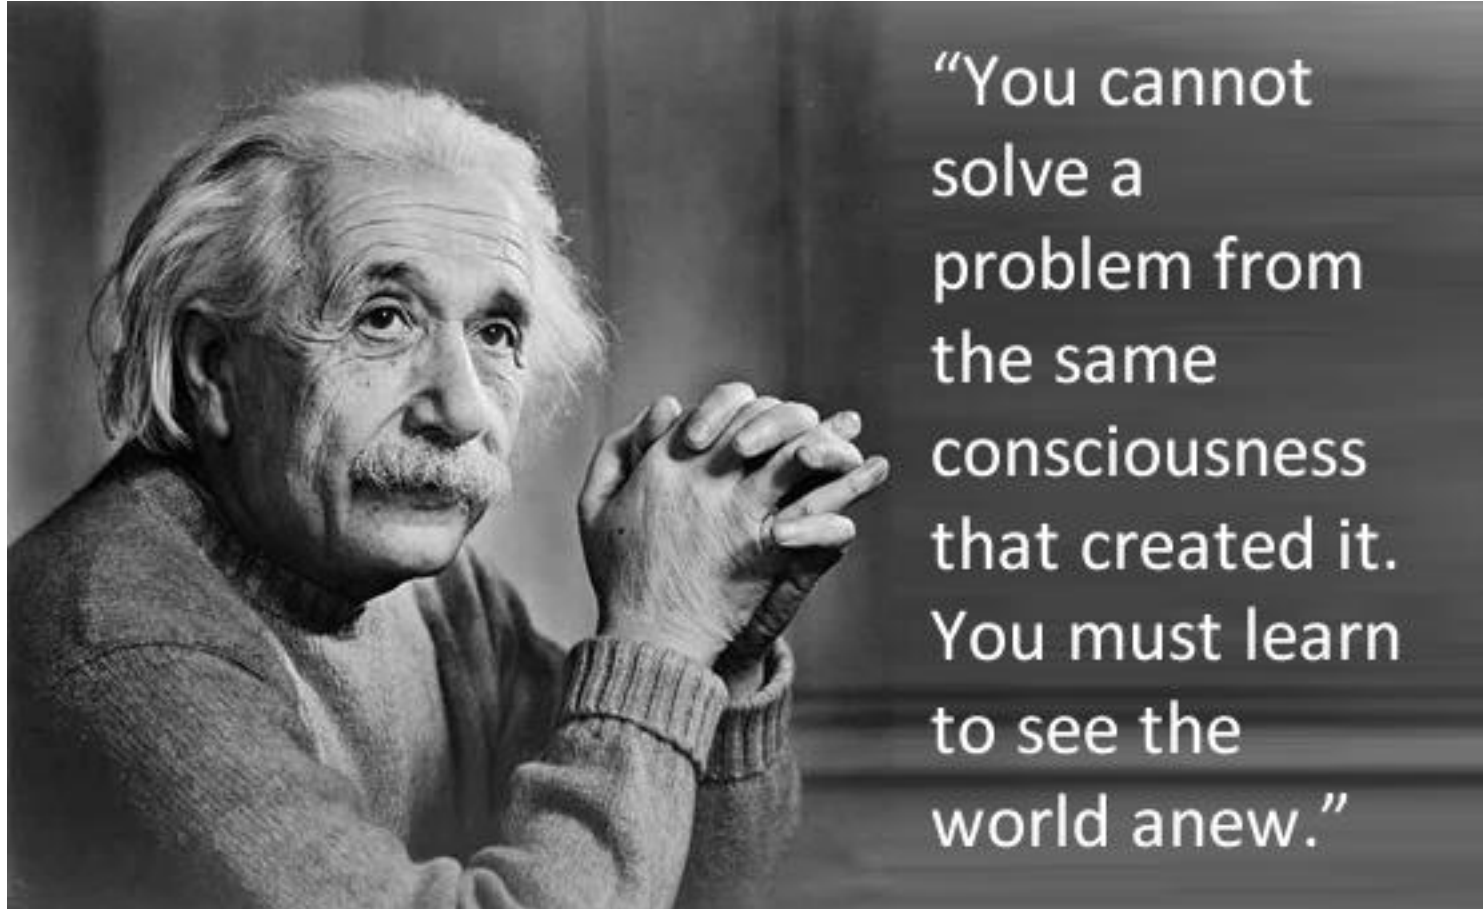 “You cannot
solve a
problem from
the same
consciousness
that created it.
You must learn
to see the
world anew.”